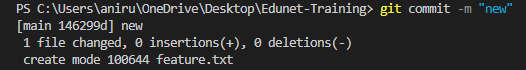 PS C:\Users\aniru\OneDrive\Desktop\Edunet-Training> git commit -m "new"
[main 146299d] new
 1 file changed, 0 insertions(+), 0 deletions(-)
 create mode 100644 feature.txt